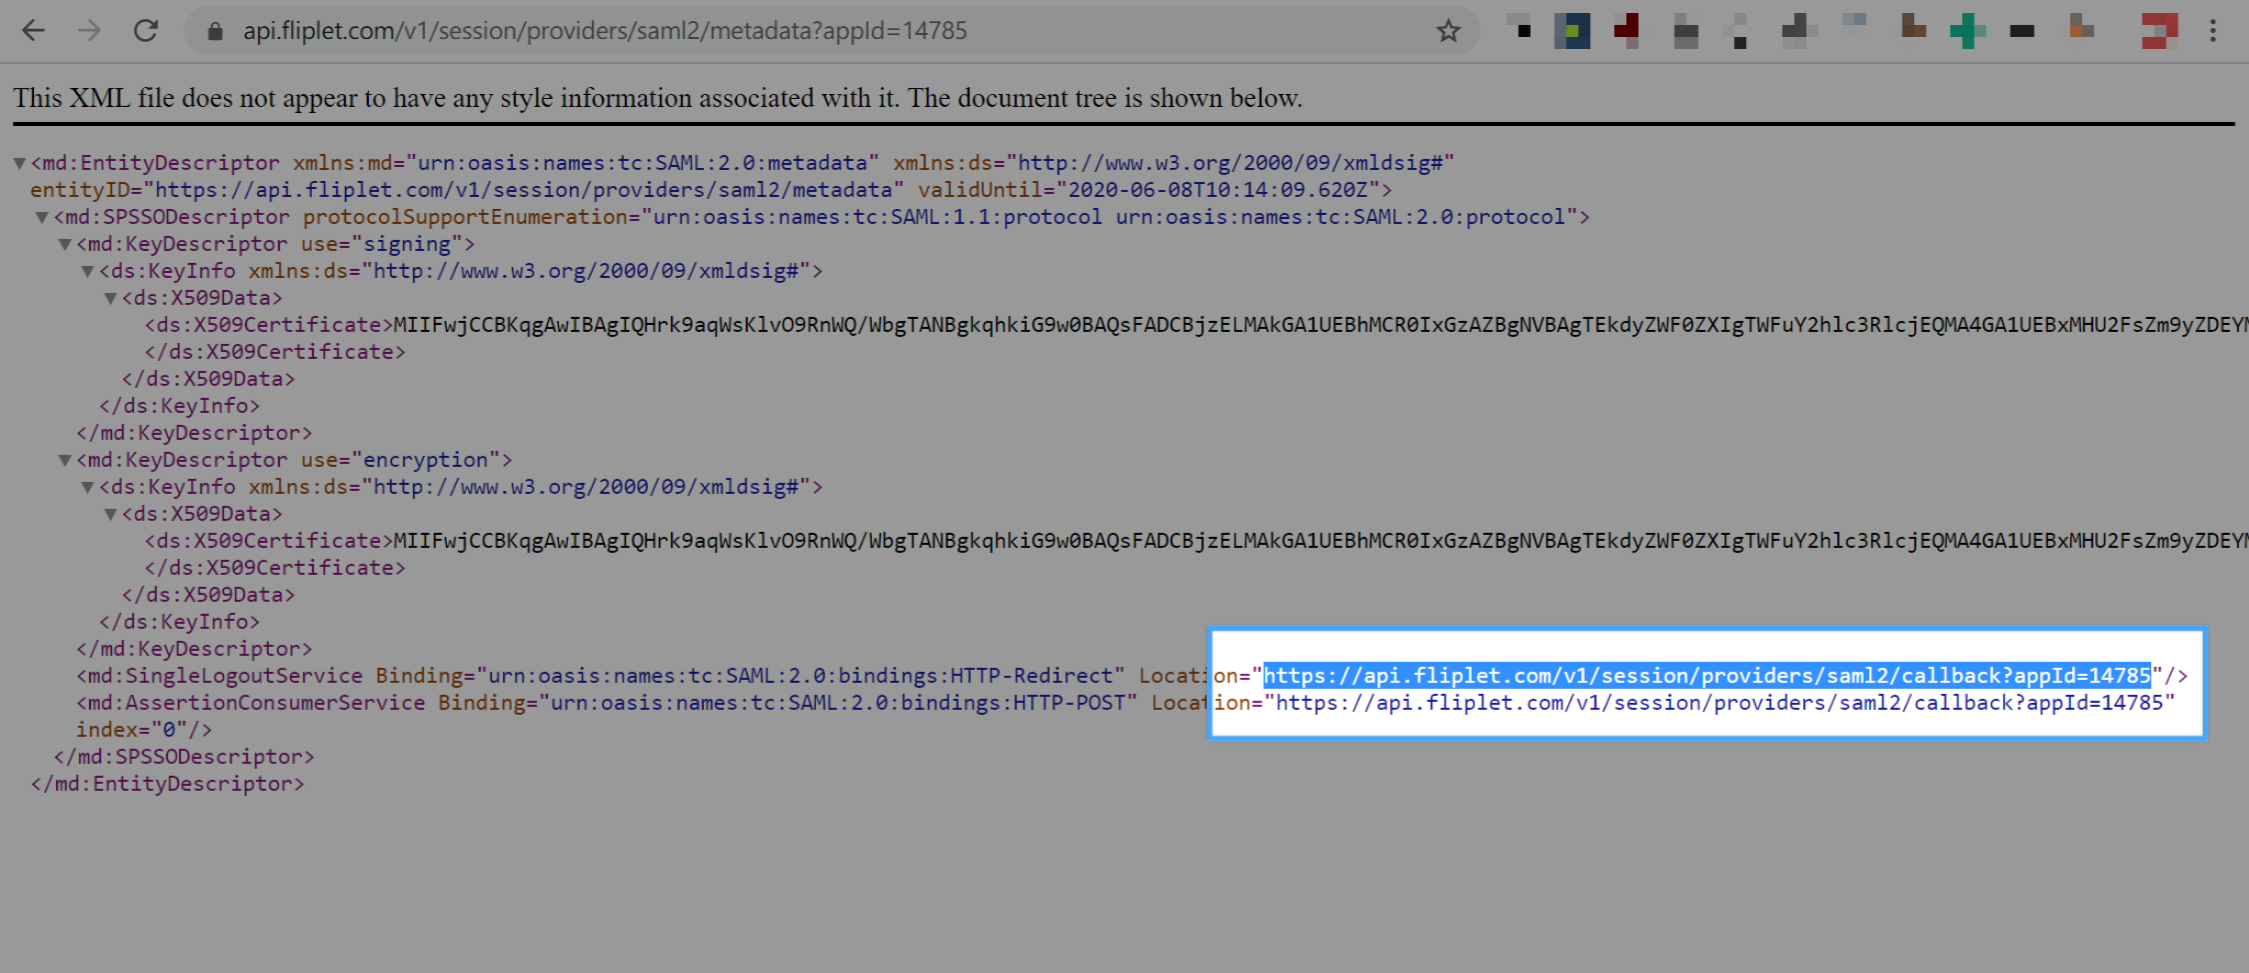 api.fliplet.com/v1/session/providers/saml2/metadata?appId=14785
This XML file does not appear to have any style information associated with it. The document tree is shown below.
<md:EntityDescriptor xmlns:md="urn:oasis:names:tc:SAML:2.0:metadata" xmlns:ds="http://www.w3.org/2000/09/xmldsig#"
entityID="https://api.fliplet.com/v1/session/providers/saml2/metadata" validUntil="2020-06-08T10:14:09.620Z">
<md:SPSSODescriptor protocolSupportEnumeration="urn:oasis:names:tc:SAML:1.1:protocol urn:oasis:names:tc:SAML:2.0:protocol">
<md:KeyDescriptor use="signing">
<ds:KeyInfo xmlns:ds="http://www.w3.org/2000/09/xmldsig#">
<ds:X509Data>
<ds:X509Certificate>MIIFwjCCBKqgAwIBAgIQHrk9aqWsKlvO9RnWQ/WbgTANBgkqhkiG9w0BAQsFADCBjzELMAkGA1UEBhMCR0IxGzAZBgNVBAgTEkdyZWF0ZXIgTWFuY2hlc3RlcjEQMA4GA1UEBxMHU2FsZm9yZDEYM
</ds:X509Certificate>
</ds:X509Data>
</ds:KeyInfo>
</md:KeyDescriptor>
<md:KeyDescriptor use="encryption">
<ds:KeyInfo xmlns:ds="http://www.w3.org/2000/09/xmldsig#">
<ds:X509Data>
<ds:X509Certificate>MIIFwjCCBKqgAwIBAgIQHrk9aqWsKlvO9RnWQ/WbgTANBgkqhkiG9w0BAQsFADCBjzELMAkGA1UEBhMCR0IxGzAZBgNVBAgTEkdyZWF0ZXIgTWFuY2hlc3RlcjEQMA4GA1UEBxMHU2FsZm9yZDEYM
</ds:X509Certificate>
</ds:X509Data>
</ds:KeyInfo>
</md:KeyDescriptor>
<md:SingleLogoutService Binding="urn:oasis:names:tc:SAML:2.0:bindings:HTTP-Redirect" Location="https://api.fliplet.com/v1/session/providers/saml2/callback?appId=14785"/>
<md:AssertionConsumerService Binding="urn:oasis:names:tc:SAML:2.0:bindings:HTTP-POST" Location="https://api.fliplet.com/v1/session/providers/saml2/callback?appId=14785"
index="0"/>
</md:SPSSODescriptor>
</md:EntityDescriptor>